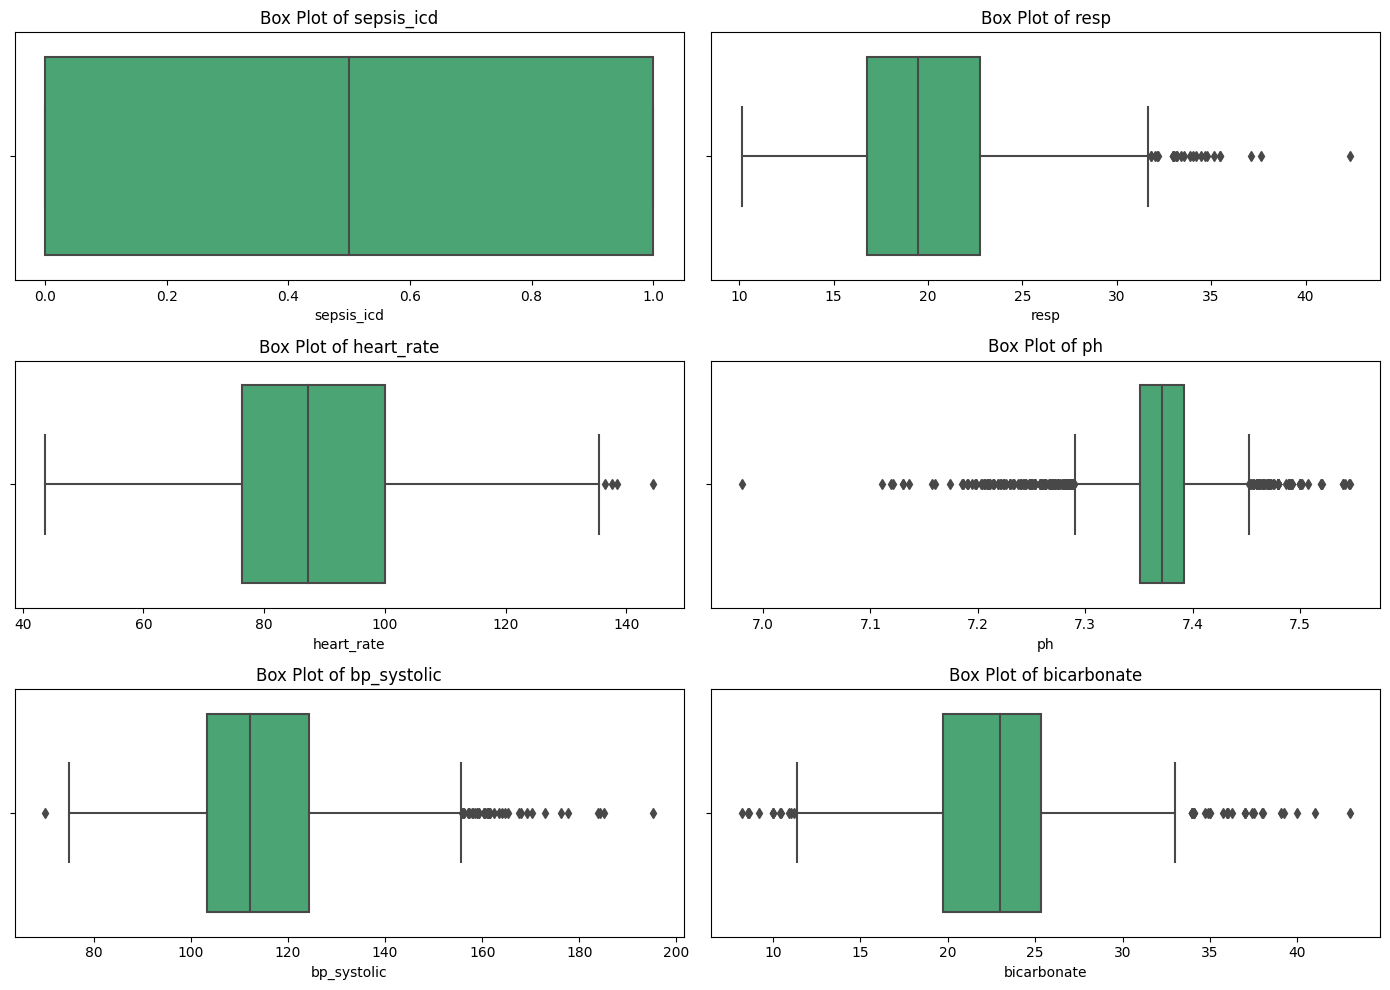 Box Plot of sepsis_icd
0.0 0.2 0.4 0.6 0.8 1.0
sepsis_icd
Box Plot of resp
10 15 20 25 30 35 40
resp
Box Plot of heart_rate
40 60 80 100 120 140
heart_rate
Box Plot of ph
7.0 7.1 7.2 7.3 7.4 7.5
ph
Box Plot of bp_systolic
80 100 120 140 160 180 200
bp_systolic
Box Plot of bicarbonate
10 15 20 25 30 35 40
bicarbonate